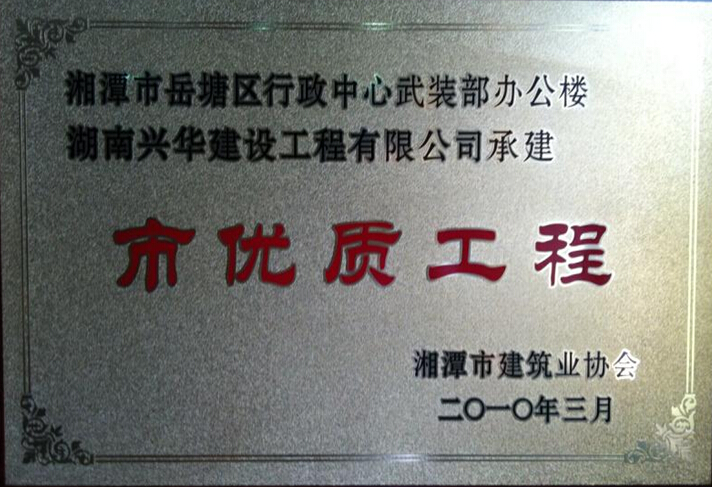 湘潭市岳塘区行政中心武装部办公楼
湖南兴华建设工程有限公司承建
市优质工程
湘潭市建筑业协会
二〇一〇年三月